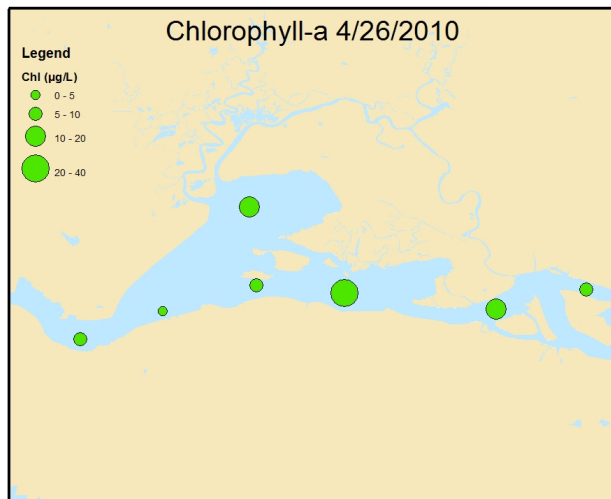 Chlorophyll-a 4/26/2010
Legend
Chl (µg/L)
0 - 5
5 - 10
10 - 20
20 - 40